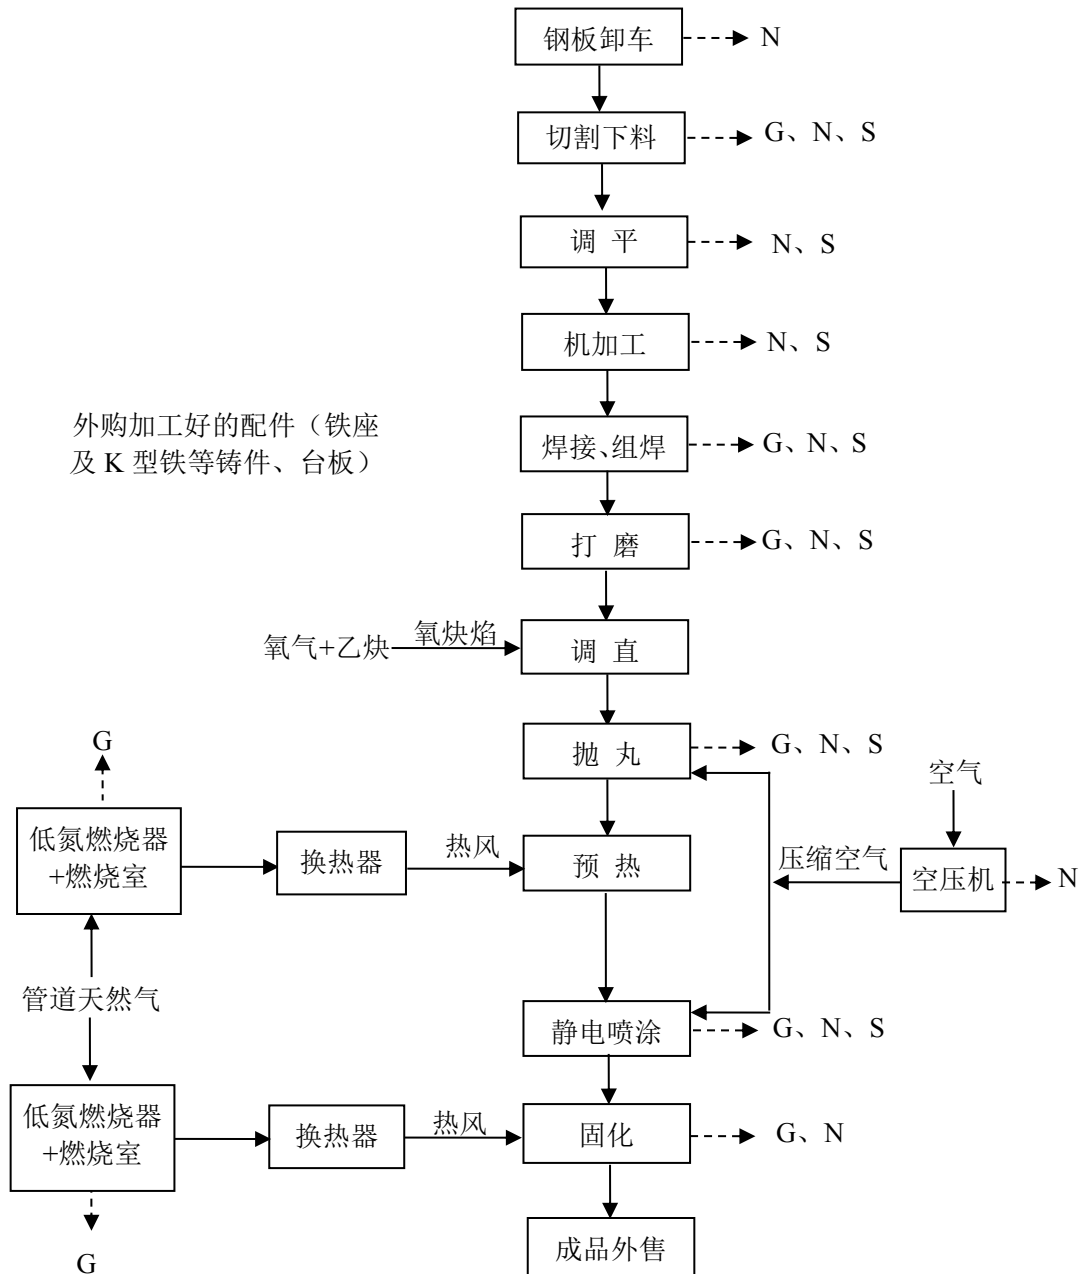 钢板卸车
N
切割下料
G、N、S
调 平
N、S
机加工
N、S
外购加工好的配件（铁座
及 K 型铁等铸件、台板）
焊接、组焊
G、N、S
打 磨
G、N、S
氧气+乙炔
氧炔焰
调 直
G
抛 丸
G、N、S
空气
低氮燃烧器
+燃烧室
换热器
热风
预 热
压缩空气
空压机
N
管道天然气
静电喷涂
G、N、S
低氮燃烧器
+燃烧室
换热器
热风
固化
G、N
G
成品外售